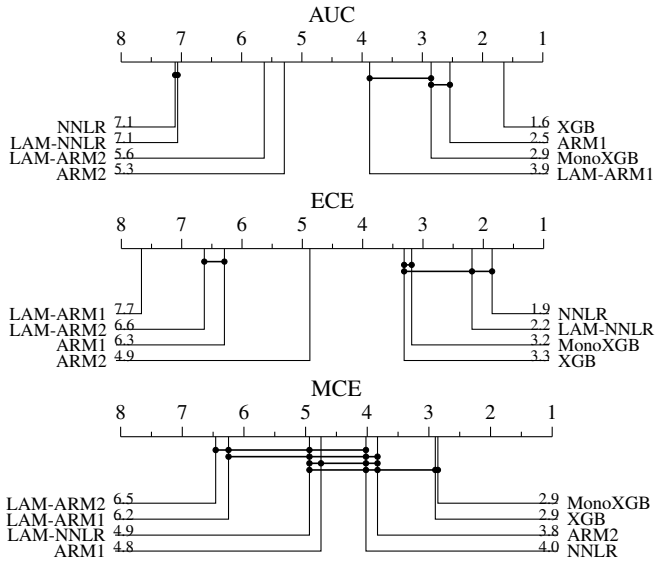 AUC
8 7 6 5 4 3 2 1
NNLR 7.1 1.6 XGB
LAM-NNLR 7.1 2.5 ARM1
LAM-ARM2 5.6 2.9 MonoXGB
ARM2 5.3 3.9 LAM-ARM1
ECE
8 7 6 5 4 3 2 1
LAM-ARM1 7.7 1.9 NNLR
LAM-ARM2 6.6 2.2 LAM-NNLR
ARM1 6.3 3.2 MonoXGB
ARM2 4.9 3.3 XGB
MCE
8 7 6 5 4 3 2 1
LAM-ARM2 6.5 2.9 MonoXGB
LAM-ARM1 6.2 2.9 XGB
LAM-NNLR 4.9 3.8 ARM2
ARM1 4.8 4.0 NNLR